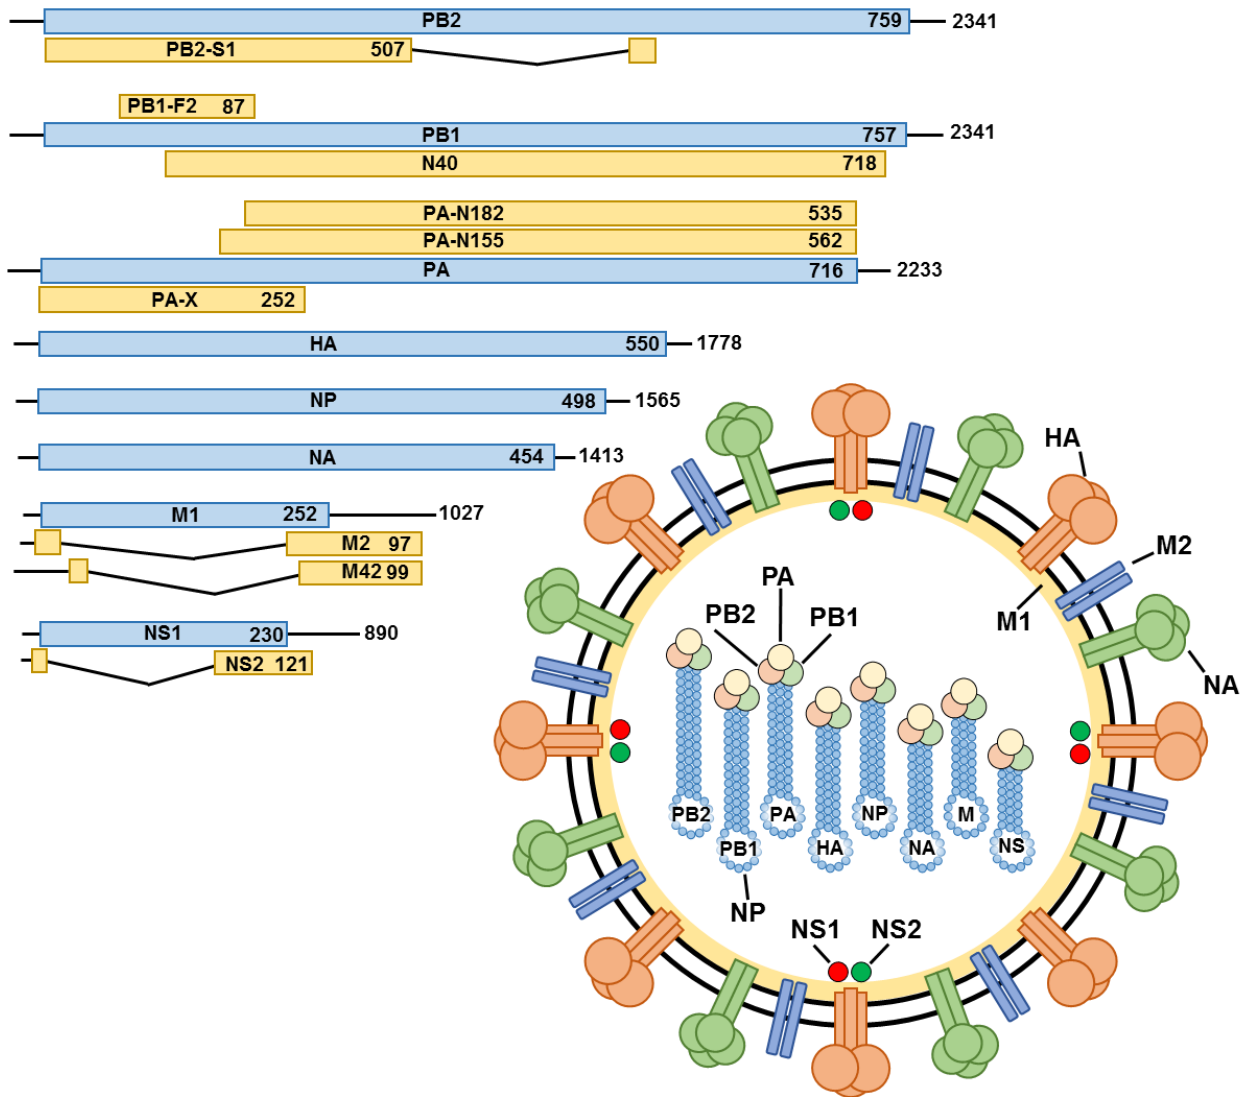 PB2 759 2341
PB2-S1 507
PB1-F2 87
PB1 757 2341
N40 718
PA-N182 535
PA-N155 562
PA 716 2233
PA-X 252
HA 550 1778
NP 498 1565
NA 454 1413
M1 252 1027
M2 97
M42 99
NS1 230 890
NS2 121
HA
M2
M1
NA
PA
PB2 PB1
PB2 PA NP M
PB1 HA NA NS
NP
NS1 NS2